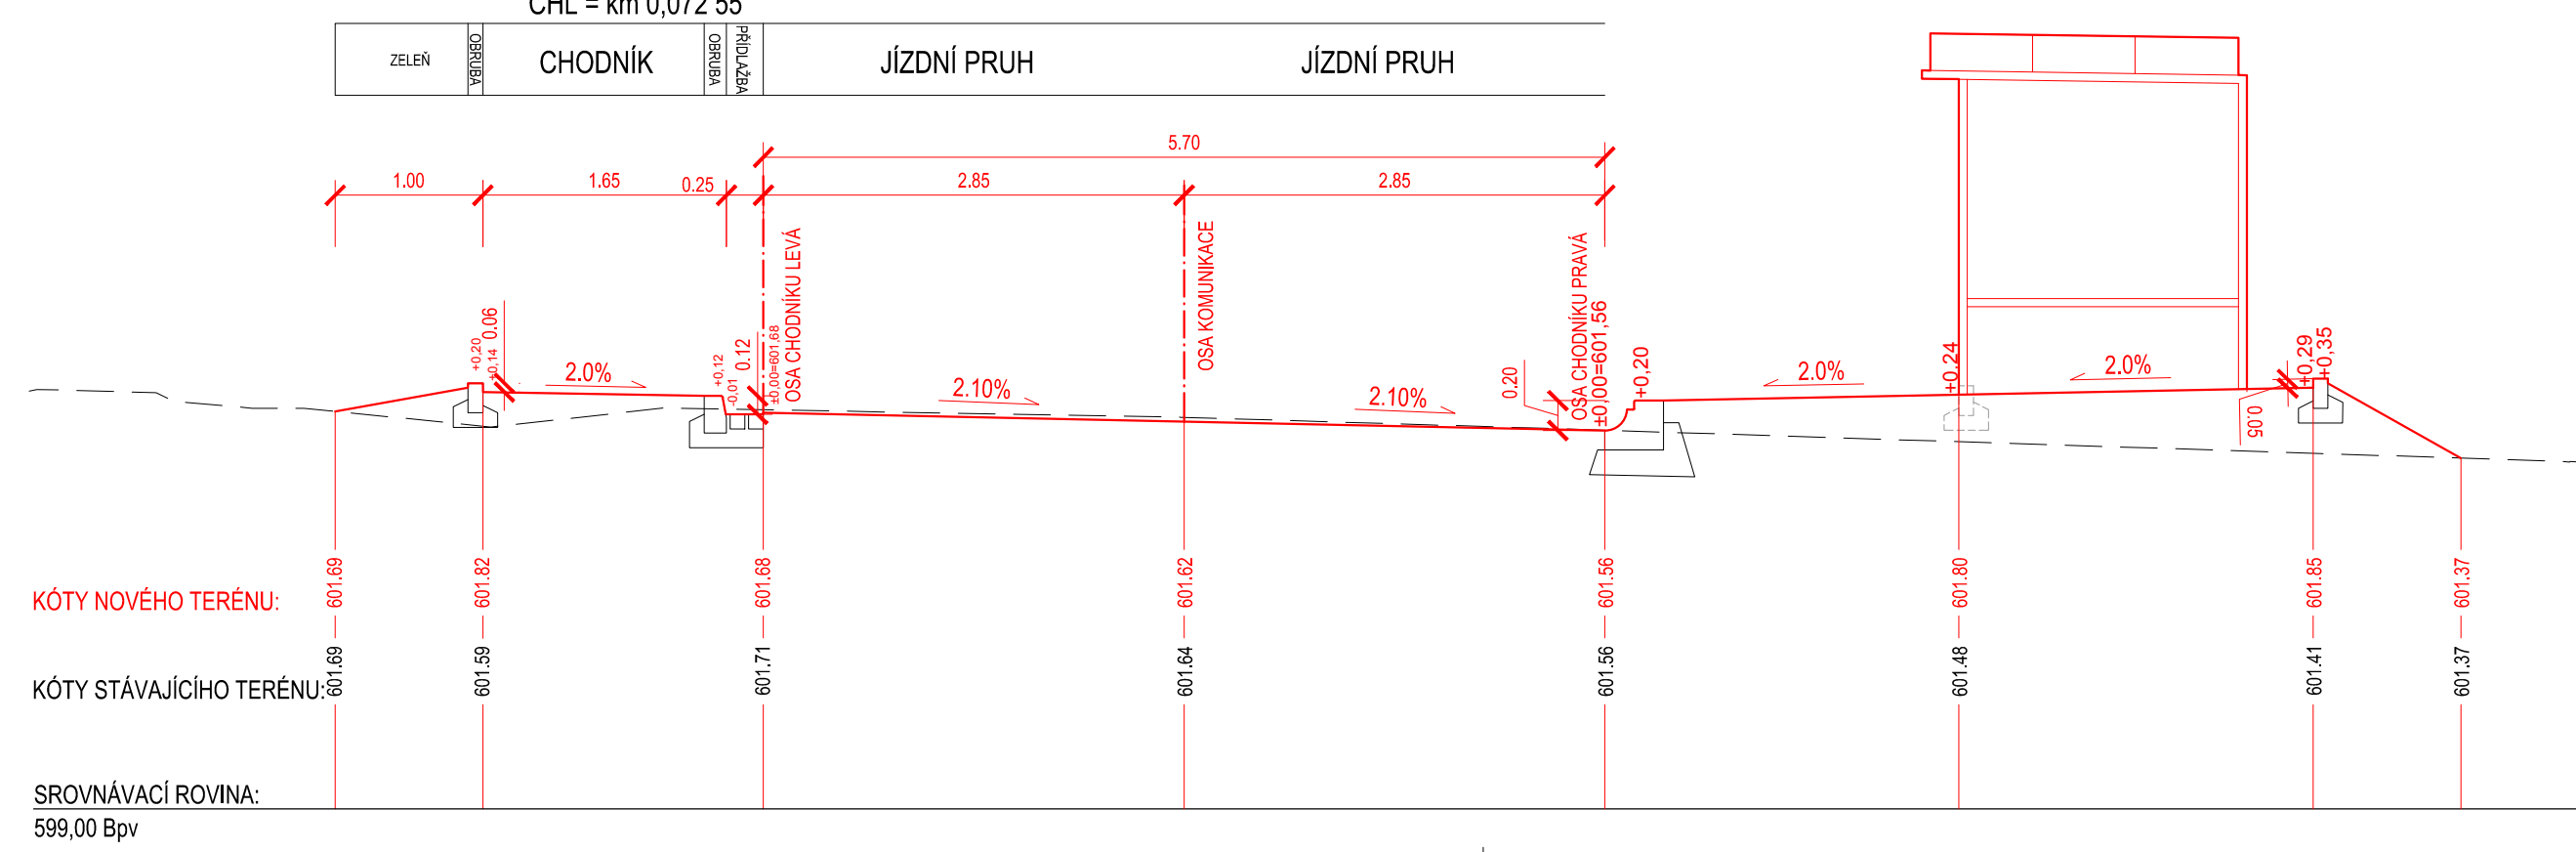 CHL = km 0,072 55
ZELEŇ
OBRUBA
CHODNÍK
OBRUBA
PŘÍDLAŽBA
JÍZDNÍ PRUH
JÍZDNÍ PRUH
5.70
1.00
1.65
0.25
2.85
2.85
+0,20
+0,14
0.06
2.0%
+0,12
-0,01
0.12
±0,00=601,68
OSA CHODNÍKU LEVÁ
2.10%
OSA KOMUNIKACE
2.10%
0.20
OSA CHODNÍKU PRAVÁ
±0,00=601,56
+0,20
2.0%
+0.24
2.0%
0.05
+0,29
+0,35
KÓTY NOVÉHO TERÉNU:
601.69
601.82
601.68
601.62
601.56
601.80
601.85
601.37
KÓTY STÁVAJÍCÍHO TERÉNU:
601.69
601.59
601.71
601.64
601.56
601.48
601.41
601.37
SROVNÁVACÍ ROVINA:
599,00 Bpv